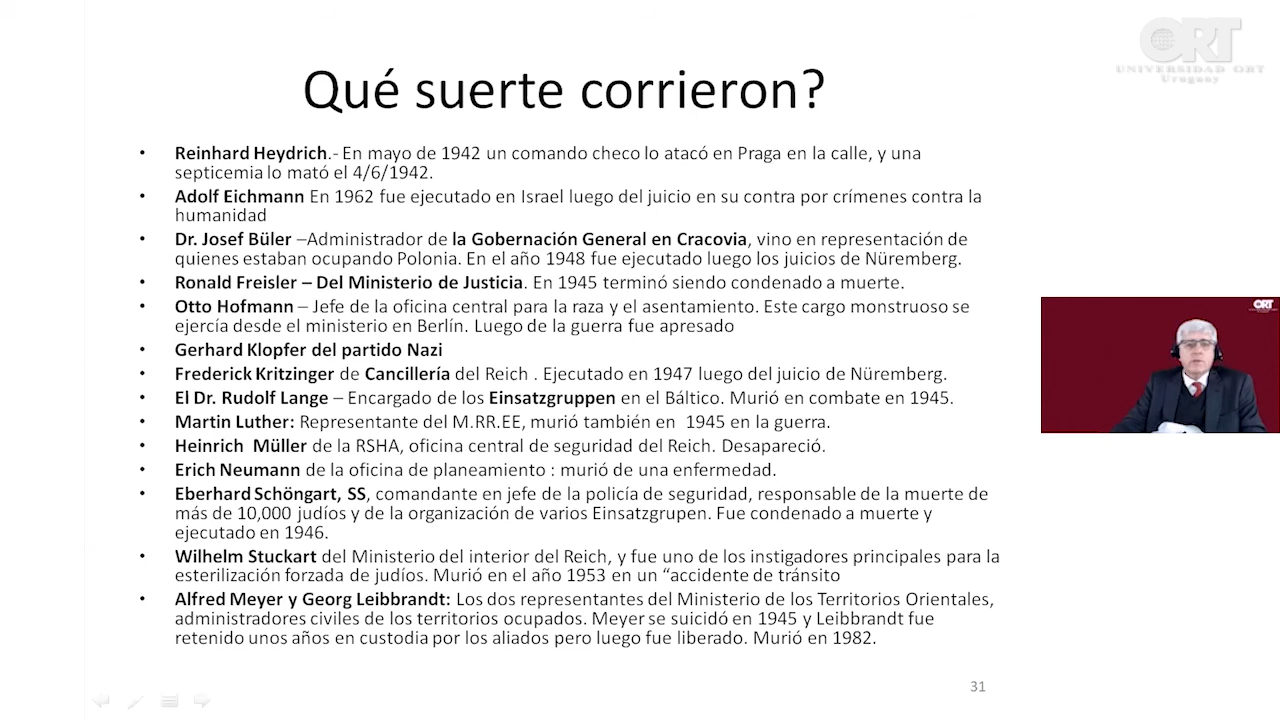 ORT
UNIVERSIDAD ORT
Uruguay
Qué suerte corrieron?
• Reinhard Heydrich.- En mayo de 1942 un comando checo lo atacó en Praga en la calle, y una
septicemia lo mató el 4/6/1942.
• Adolf Eichmann En 1962 fue ejecutado en Israel luego del juicio en su contra por crímenes contra la
humanidad
• Dr. Josef Büler –Administrador de la Gobernación General en Cracovia, vino en representación de
quienes estaban ocupando Polonia. En el año 1948 fue ejecutado luego los juicios de Nüremberg.
• Ronald Freisler – Del Ministerio de Justicia. En 1945 terminó siendo condenado a muerte.
• Otto Hofmann – Jefe de la oficina central para la raza y el asentamiento. Este cargo monstruoso se
ejercía desde el ministerio en Berlín. Luego de la guerra fue apresado
• Gerhard Klopfer del partido Nazi
• Frederick Kritzinger de Cancillería del Reich . Ejecutado en 1947 luego del juicio de Nüremberg.
• El Dr. Rudolf Lange – Encargado de los Einsatzgruppen en el Báltico. Murió en combate en 1945.
• Martin Luther: Representante del M.RR.EE, murió también en 1945 en la guerra.
• Heinrich Müller de la RSHA, oficina central de seguridad del Reich. Desapareció.
• Erich Neumann de la oficina de planeamiento : murió de una enfermedad.
• Eberhard Schöngart, SS, comandante en jefe de la policía de seguridad, responsable de la muerte de
más de 10,000 judíos y de la organización de varios Einsatzgrupen. Fue condenado a muerte y
ejecutado en 1946.
• Wilhelm Stuckart del Ministerio del interior del Reich, y fue uno de los instigadores principales para la
esterilización forzada de judíos. Murió en el año 1953 en un “accidente de tránsito
• Alfred Meyer y Georg Leibbrandt: Los dos representantes del Ministerio de los Territorios Orientales,
administradores civiles de los territorios ocupados. Meyer se suicidó en 1945 y Leibbrandt fue
retenido unos años en custodia por los aliados pero luego fue liberado. Murió en 1982.
31
ORT